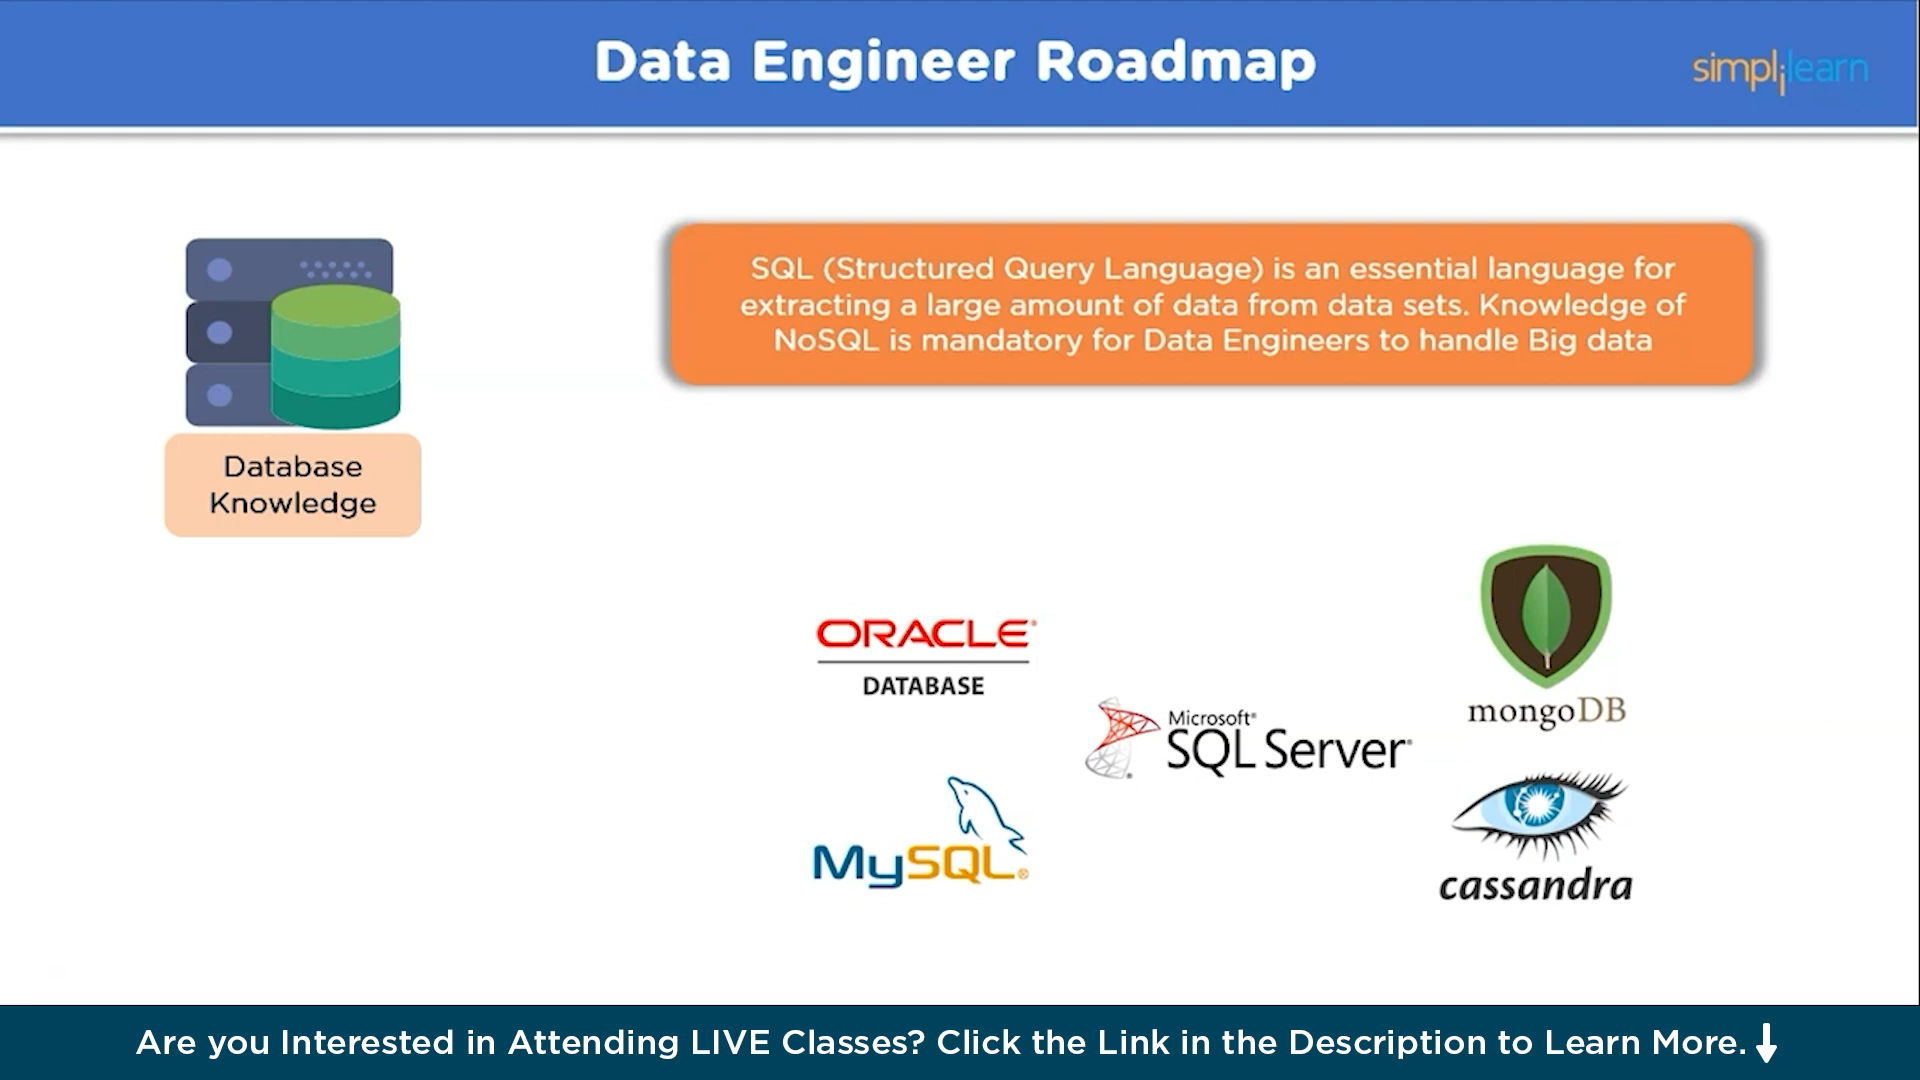 Data Engineer Roadmap
simplilearn
SQL (Structured Query Language) is an essential language for
extracting a large amount of data from data sets. Knowledge of
NoSQL is mandatory for Data Engineers to handle Big data
Database
Knowledge
ORACLE
DATABASE
Microsoft
SQL Server
mongoDB
MySQL
cassandra
Are you Interested in Attending LIVE Classes? Click the Link in the Description to Learn More.